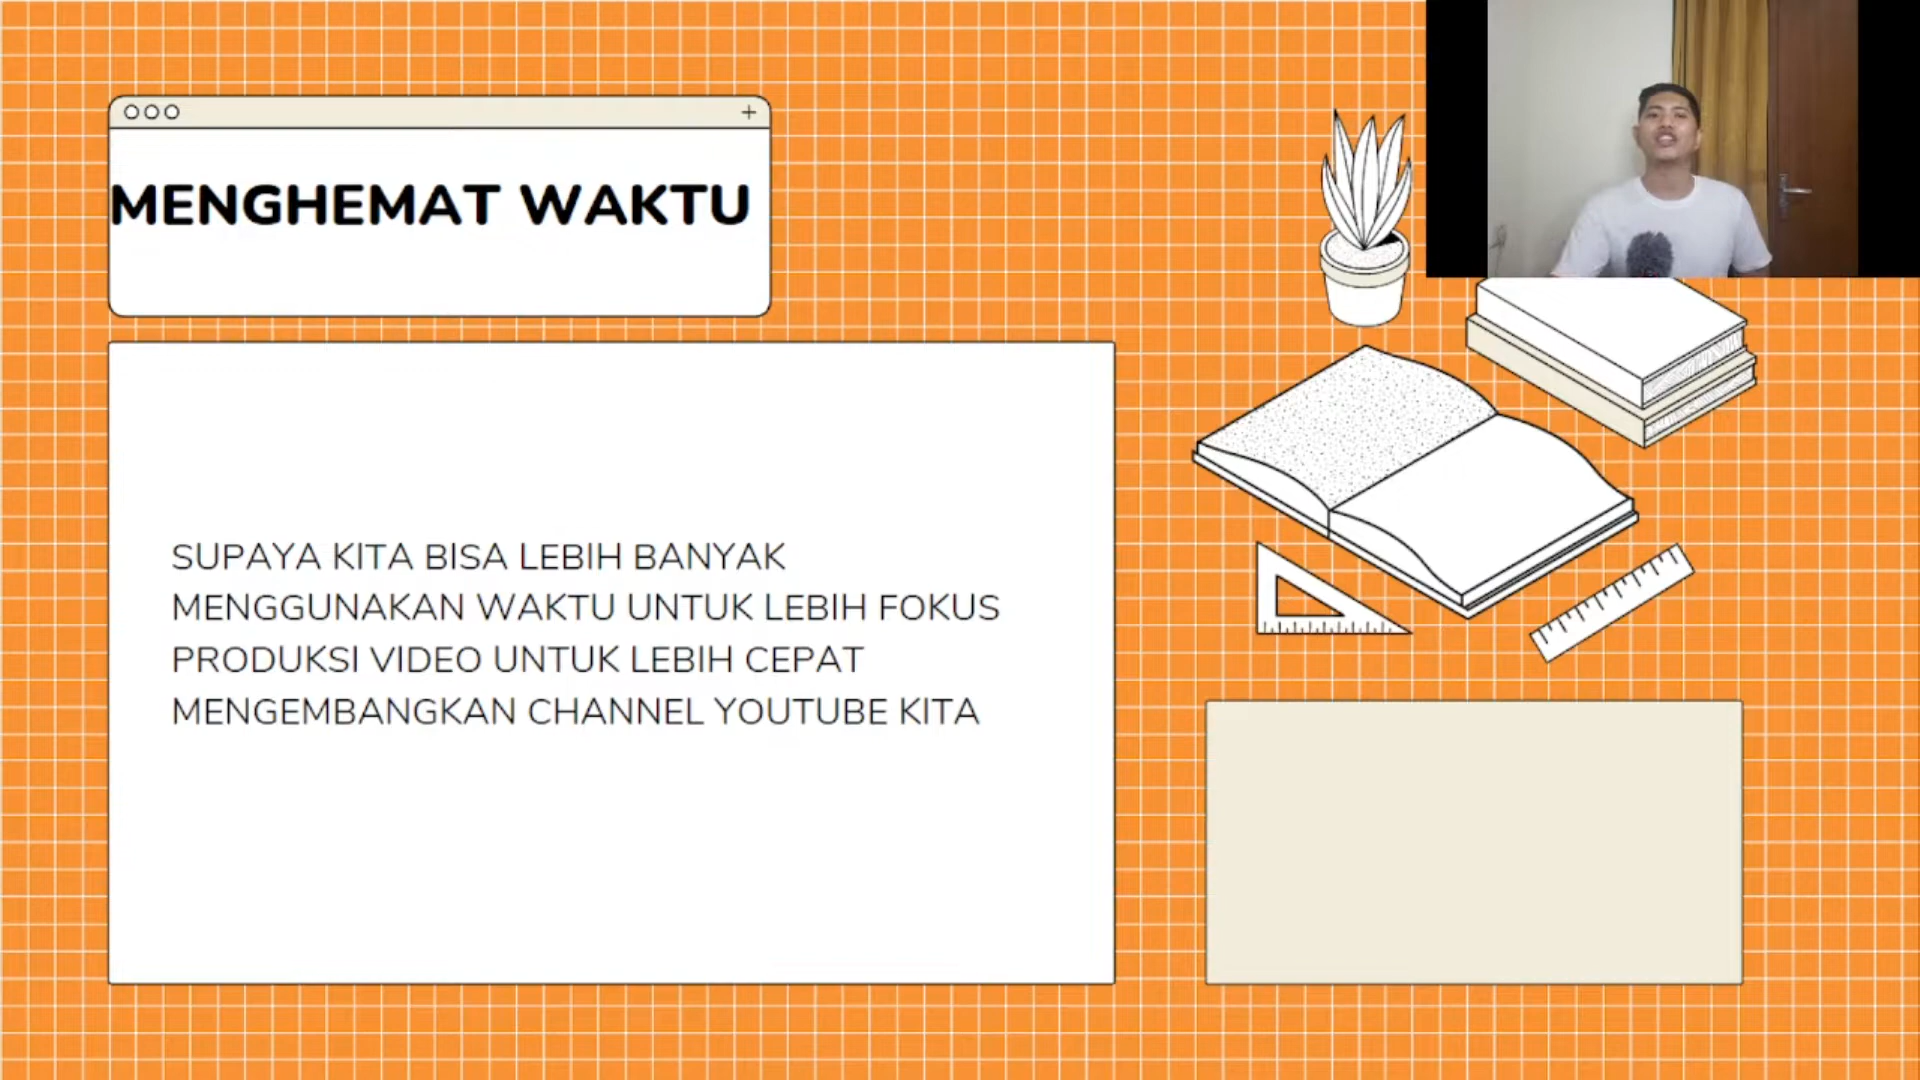 MENGHEMAT WAKTU
SUPAYA KITA BISA LEBIH BANYAK
MENGGUNAKAN WAKTU UNTUK LEBIH FOKUS
PRODUKSI VIDEO UNTUK LEBIH CEPAT
MENGEMBANGKAN CHANNEL YOUTUBE KITA